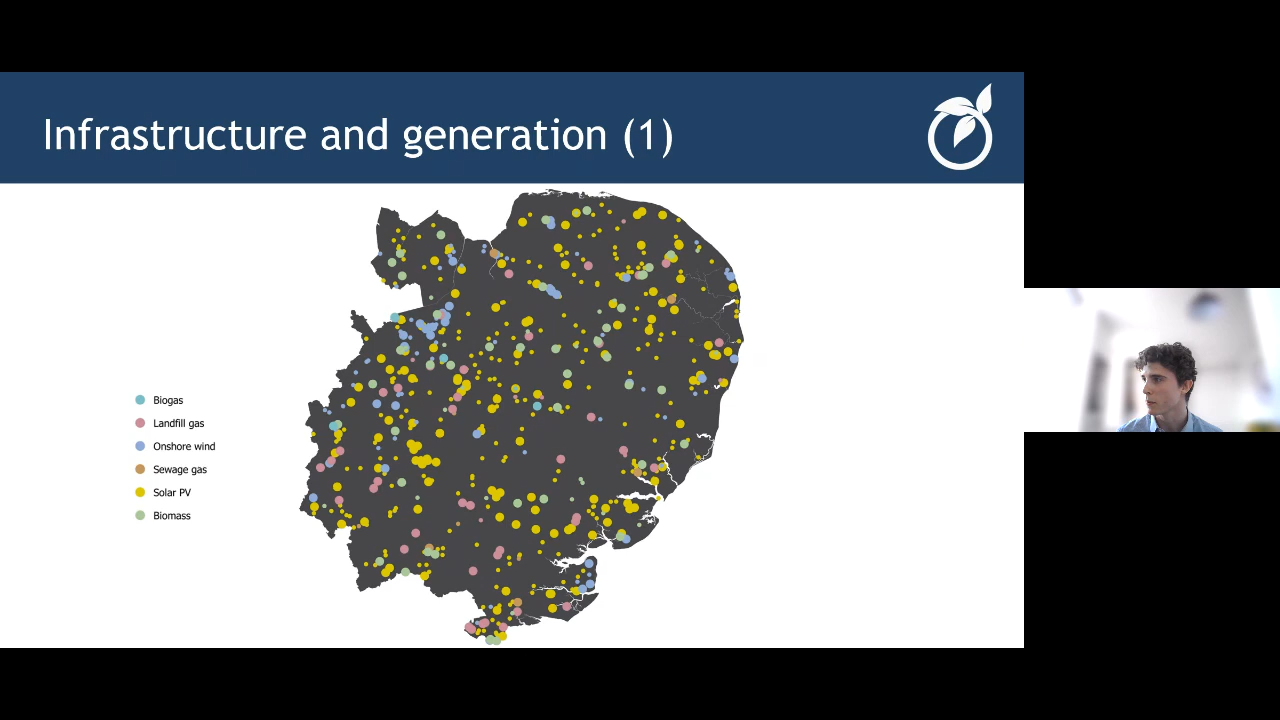 Infrastructure and generation (1)
Biogas
Landfill gas
Onshore wind
Sewage gas
Solar PV
Biomass